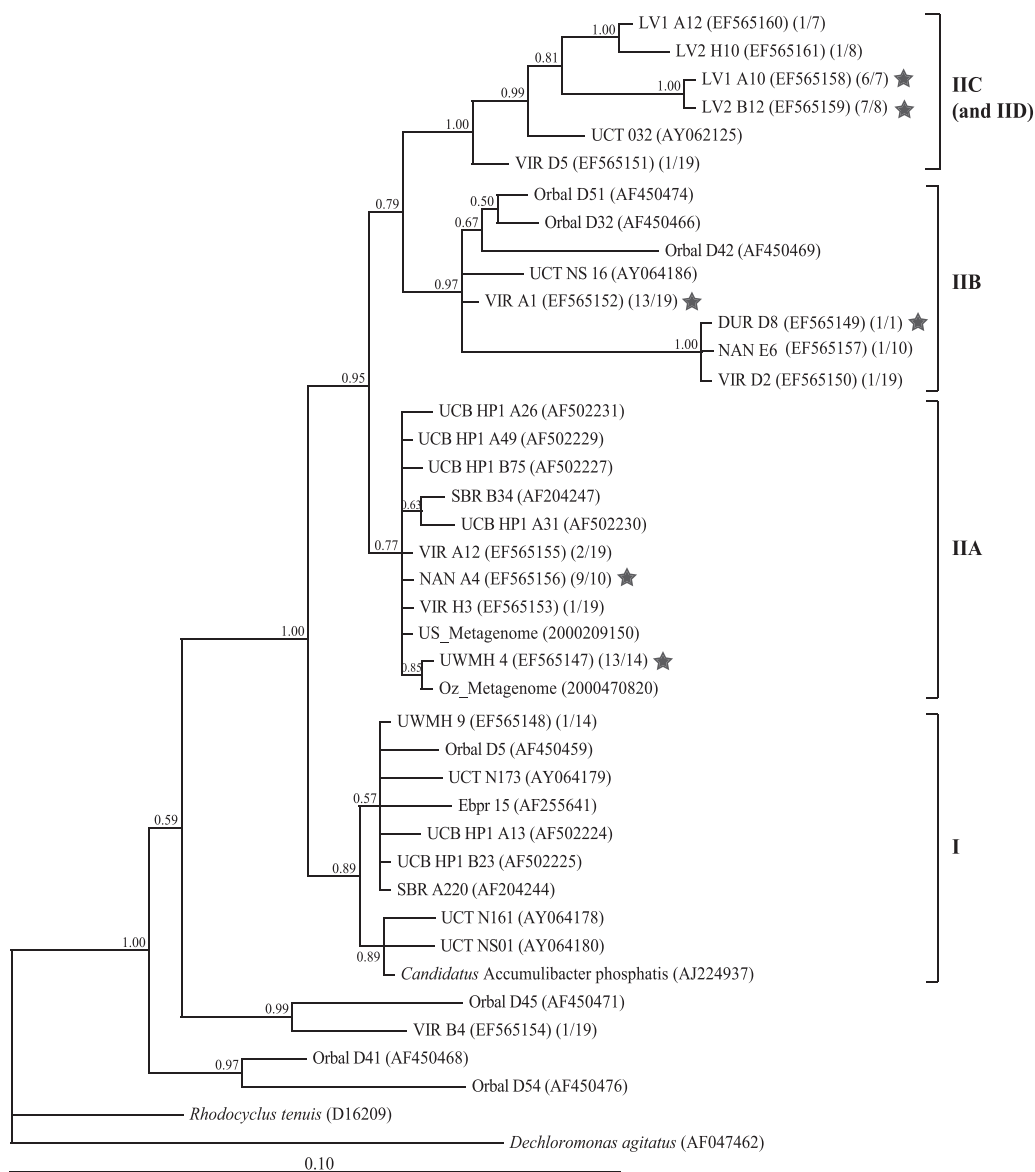 LV1 A12 (EF565160) (1/7)
1.00
LV2 H10 (EF565161) (1/8)
0.81
LV1 A10 (EF565158) (6/7)
1.00
LV2 B12 (EF565159) (7/8)
IIC
(and IID)
0.99
UCT 032 (AY062125)
1.00
VIR D5 (EF565151) (1/19)
Orbal D51 (AF450474)
0.50
Orbal D32 (AF450466)
0.79
0.67
Orbal D42 (AF450469)
UCT NS 16 (AY064186)
IIB
0.97
VIR A1 (EF565152) (13/19)
DUR D8 (EF565149) (1/1)
1.00
NAN E6 (EF565157) (1/10)
VIR D2 (EF565150) (1/19)
0.95
UCB HP1 A26 (AF502231)
UCB HP1 A49 (AF502229)
UCB HP1 B75 (AF502227)
SBR B34 (AF204247)
0.63
UCB HP1 A31 (AF502230)
0.77
VIR A12 (EF565155) (2/19)
IIA
NAN A4 (EF565156) (9/10)
VIR H3 (EF565153) (1/19)
US_Metagenome (2000209150)
1.00
UWMH 4 (EF565147) (13/14)
0.85
Oz_Metagenome (2000470820)
UWMH 9 (EF565148) (1/14)
Orbal D5 (AF450459)
UCT N173 (AY064179)
0.57
Ebpr 15 (AF255641)
0.59
UCB HP1 A13 (AF502224)
I
UCB HP1 B23 (AF502225)
0.89
SBR A220 (AF204244)
UCT N161 (AY064178)
1.00
UCT NS01 (AY064180)
0.89
Candidatus Accumulibacter phosphatis (AJ224937)
Orbal D45 (AF450471)
0.99
VIR B4 (EF565154) (1/19)
Orbal D41 (AF450468)
0.97
Orbal D54 (AF450476)
Rhodocyclus tenuis (D16209)
Dechloromonas agitatus (AF047462)
0.10